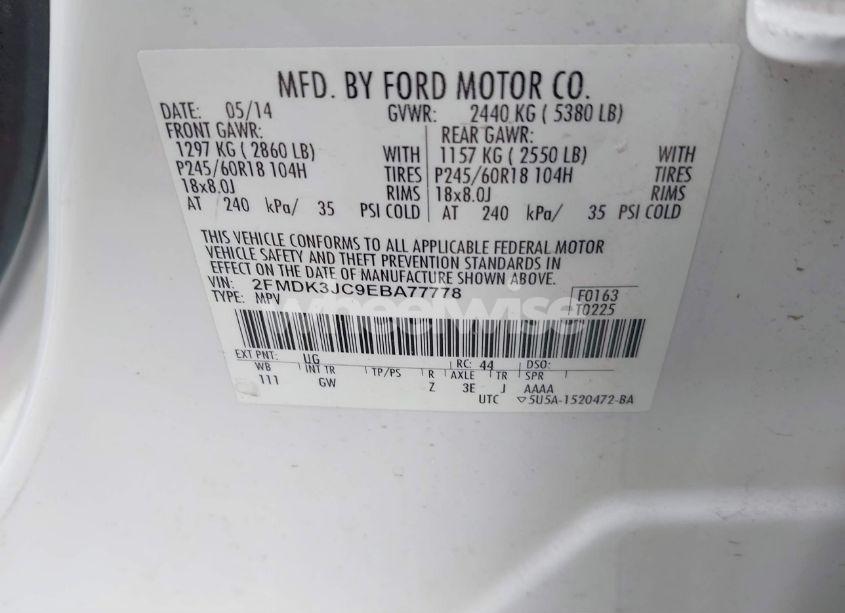 MFD. BY FORD MOTOR CO.
DATE: 05/14 GVWR: 2440 KG ( 5380 LB)
FRONT GAWR: REAR GAWR:
1297 KG ( 2860 LB) WITH 1157 KG ( 2550 LB) WITH
P245/60R18 104H TIRES P245/60R18 104H TIRES
18x8.0J RIMS 18x8.0J RIMS
AT 240 kPa/ 35 PSI COLD AT 240 kPa/ 35 PSI COLD
THIS VEHICLE CONFORMS TO ALL APPLICABLE FEDERAL MOTOR
VEHICLE SAFETY AND THEFT PREVENTION STANDARDS IN
EFFECT ON THE DATE OF MANUFACTURE SHOWN ABOVE.
VIN: 2FMDK3JC9EBA77778 F0163
TYPE: MPV T0225
wheelwise
EXT PNT: UG RC: 44 DSO:
WB INT TR TP/PS R AXLE TR SPR
111 GW Z 3E J AAAA
UTC ▽5U5A-1520472-BA